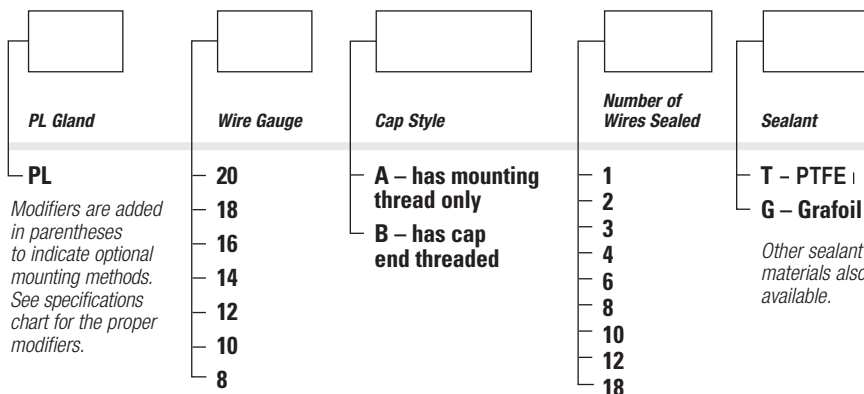 PL Gland
Wire Gauge
Cap Style
Number of
Wires Sealed
Sealant
PL
Modifiers are added
in parentheses
to indicate optional
mounting methods.
See specifications
chart for the proper
modifiers.
20
18
16
14
12
10
8
A – has mounting
thread only
B – has cap
end threaded
1
2
3
4
6
8
10
12
18
T – PTFE
G – Grafoil
Other sealant
materials also
available.